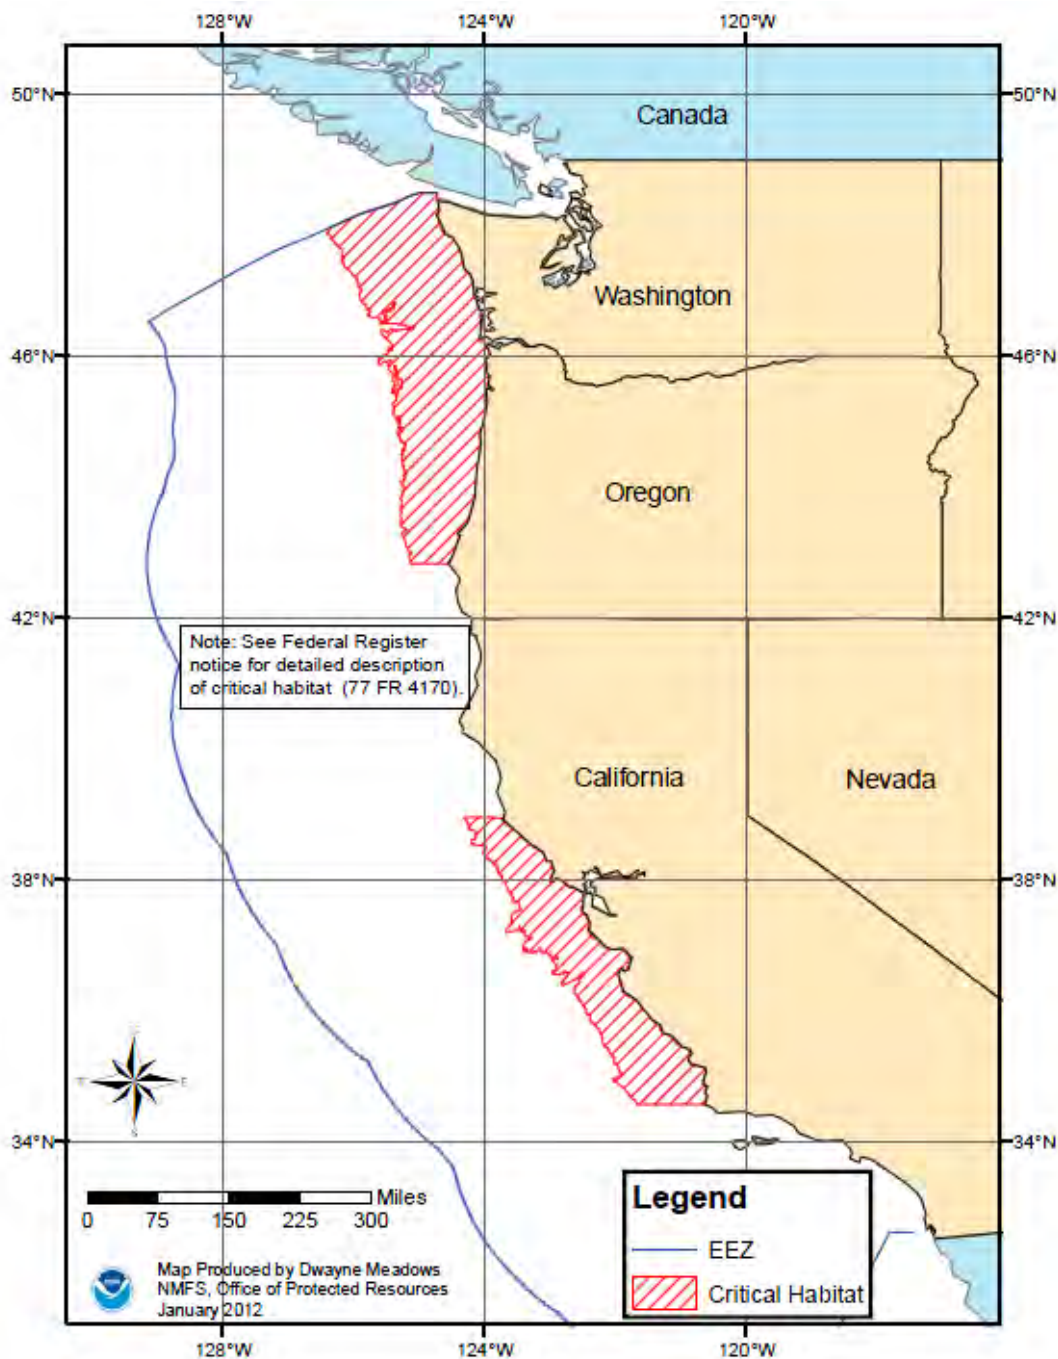 128°W 124°W 120°W
50°N 50°N
Canada
Washington
46°N 46°N
Oregon
42°N 42°N
Note: See Federal Register
notice for detailed description
of critical habitat (77 FR 4170).
California Nevada
38°N 38°N
34°N 34°N
Miles
0 75 150 225 300
Legend
EEZ
Critical Habitat
Map Produced by Dwayne Meadows
NMFS, Office of Protected Resources
January 2012
128°W 124°W 120°W